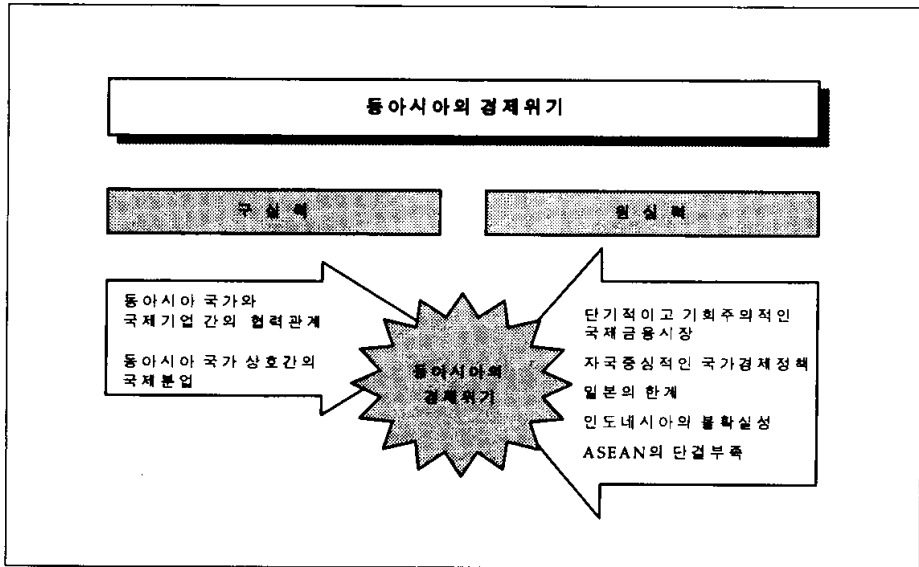 동아시아의 경제위기
구심력
원심력
동아시아 국가와
국제기업 간의 협력관계
동아시아 국가 상호간의
국제분업
동아시아의
경제위기
단기적이고 기회주의적인
국제금융시장
자국중심적인 국가경제정책
일본의 한계
인도네시아의 불확실성
ASEAN의 단결부족